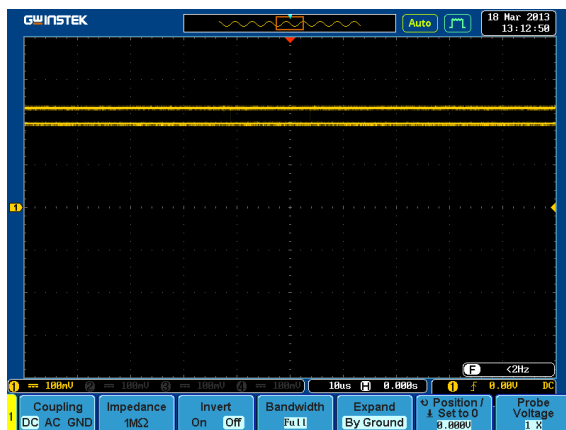 GWINSTEK
Auto
18 Mar 2013
13:12:50
1
F <2Hz
1 100mV 2 100mV 3 100mV 4 100mV 10us H 0.000s 1 0.00V DC
1
Coupling
DC AC GND
Impedance
1MΩ
Invert
On Off
Bandwidth
Full
Expand
By Ground
Position /
Set to 0
0.000V
Probe
Voltage
1 X